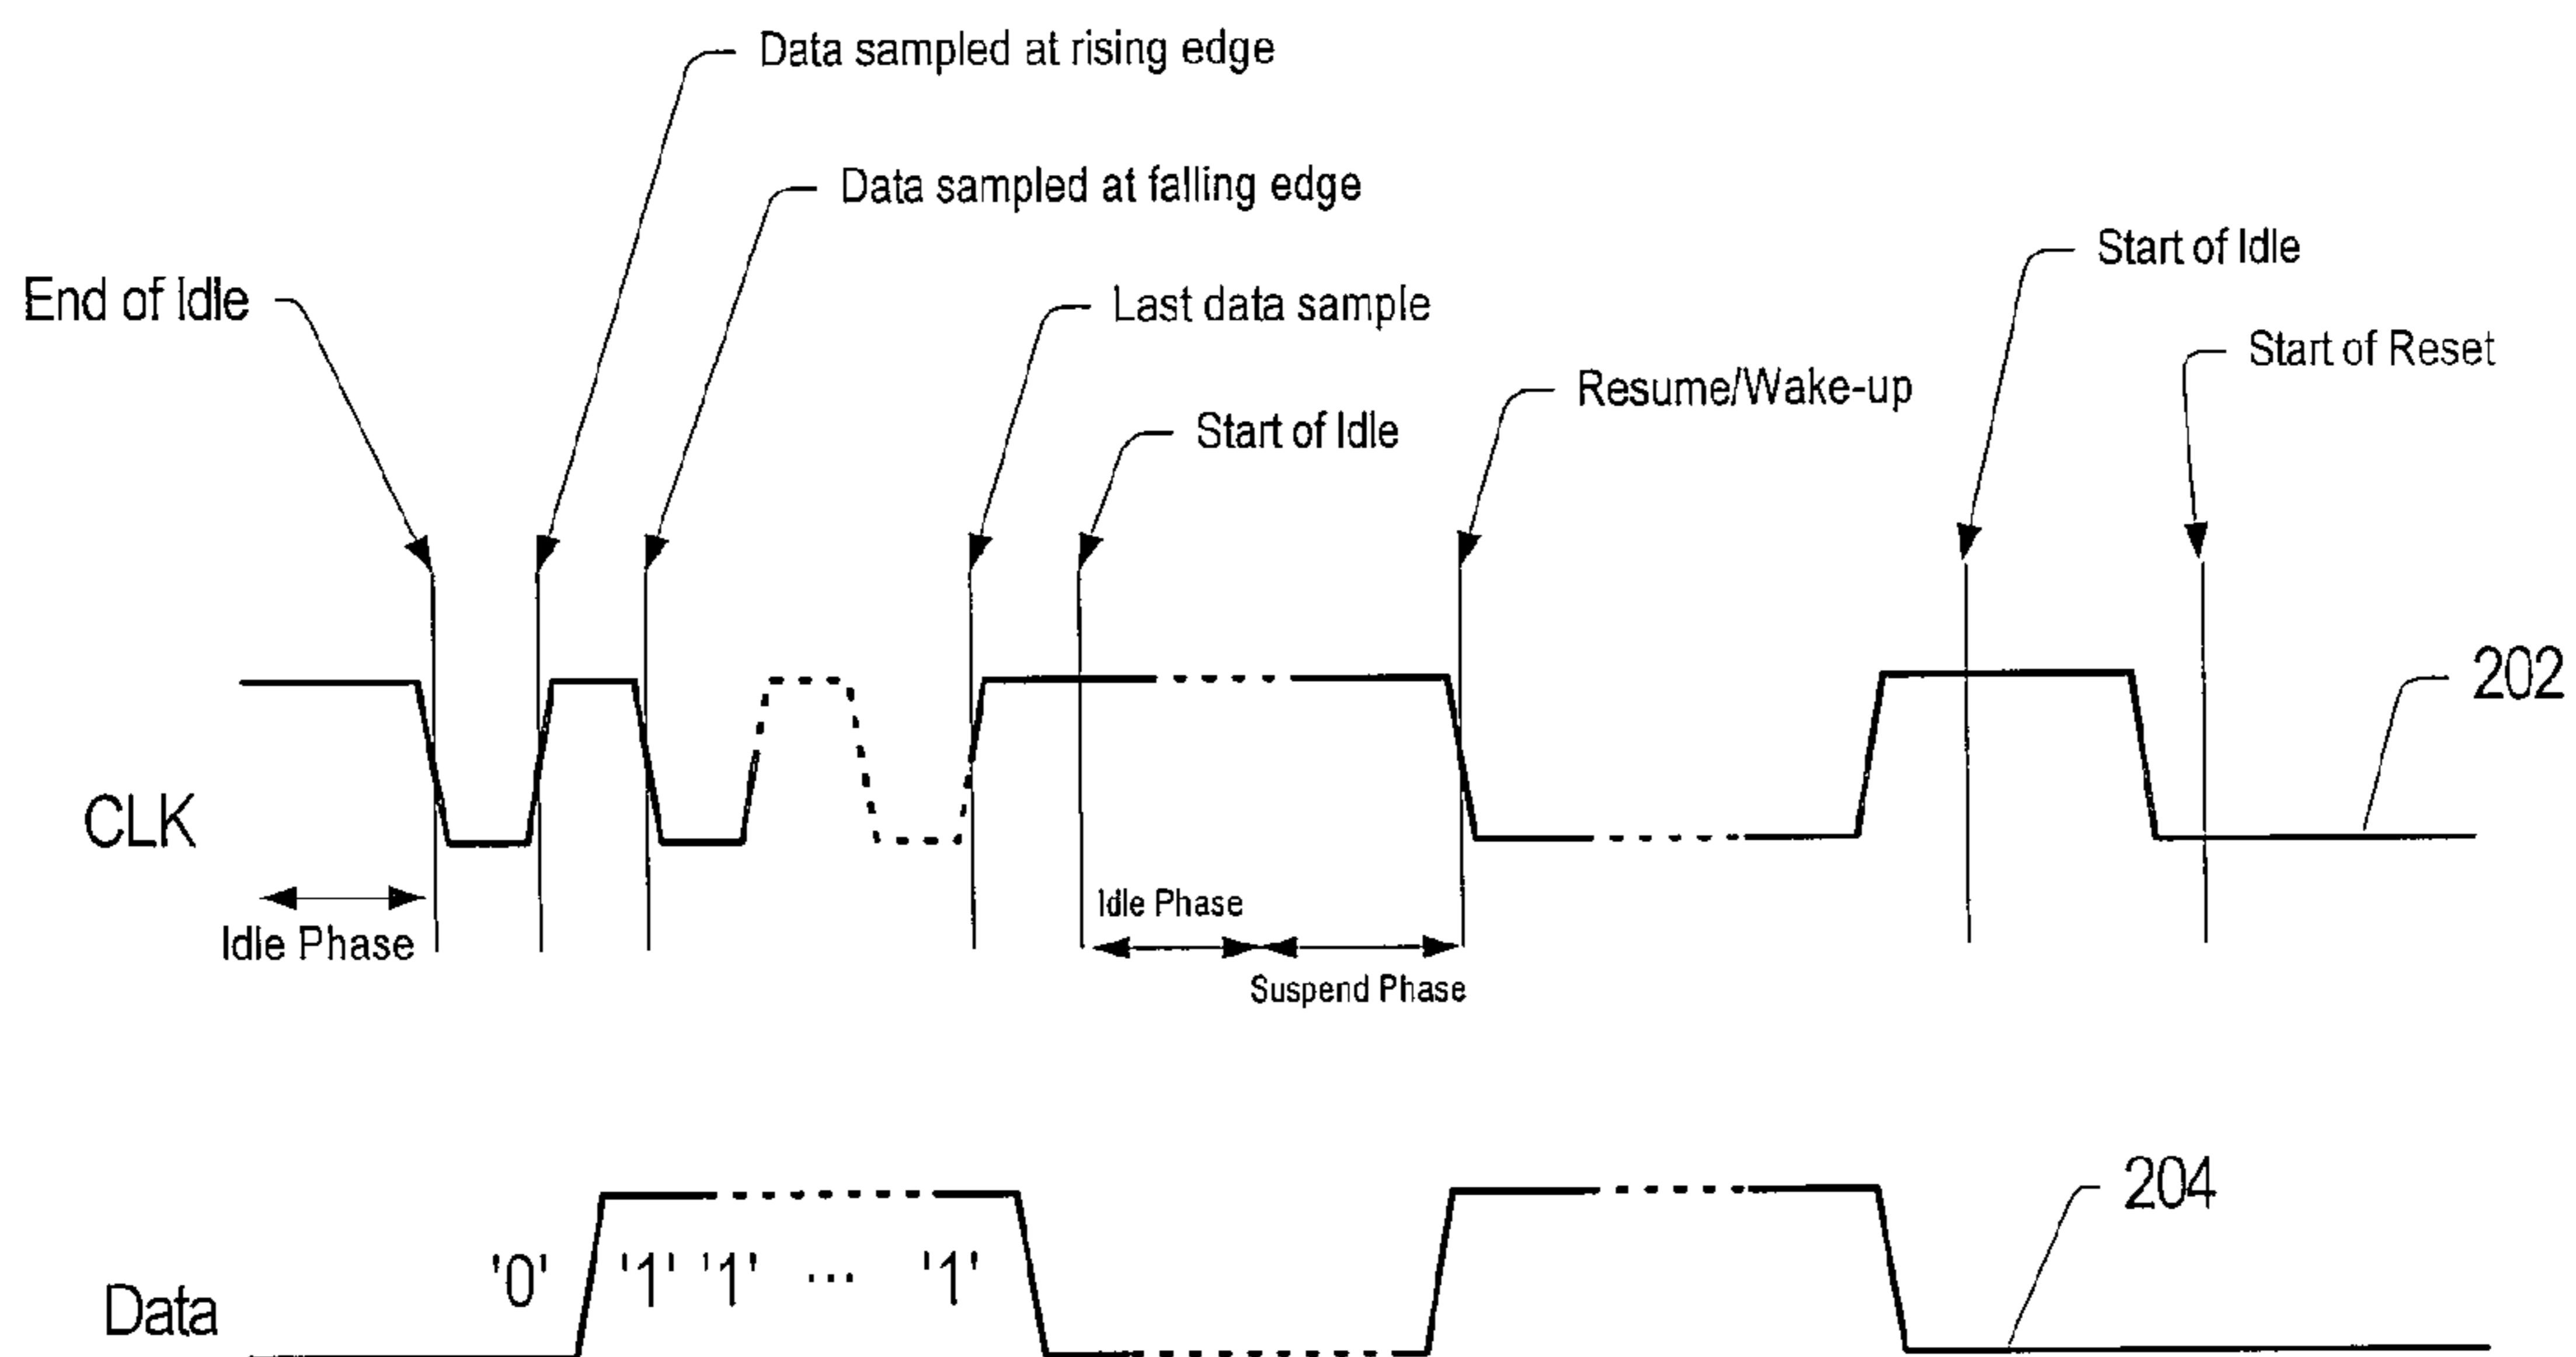 Data sampled at rising edge
Data sampled at falling edge
Start of Idle
End of Idle
Last data sample
Start of Reset
Resume/Wake-up
Start of Idle
202
CLK
Idle Phase
Idle Phase
Suspend Phase
204
'0' '1' '1' ... '1'
Data